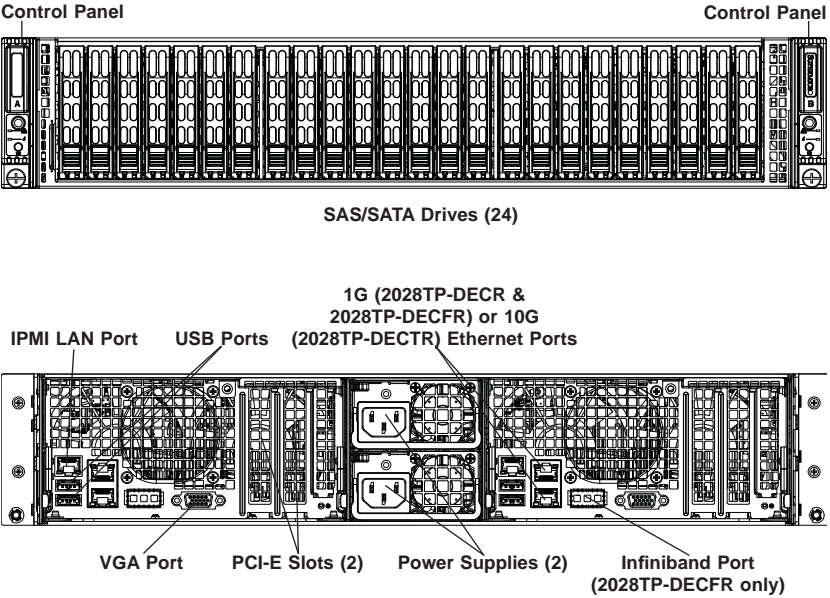 Control Panel
Control Panel
A
B
SAS/SATA Drives (24)
1G (2028TP-DECR &
2028TP-DECFR) or 10G
(2028TP-DECTR) Ethernet Ports
IPMI LAN Port
USB Ports
VGA Port
PCI-E Slots (2)
Power Supplies (2)
Infiniband Port
(2028TP-DECFR only)